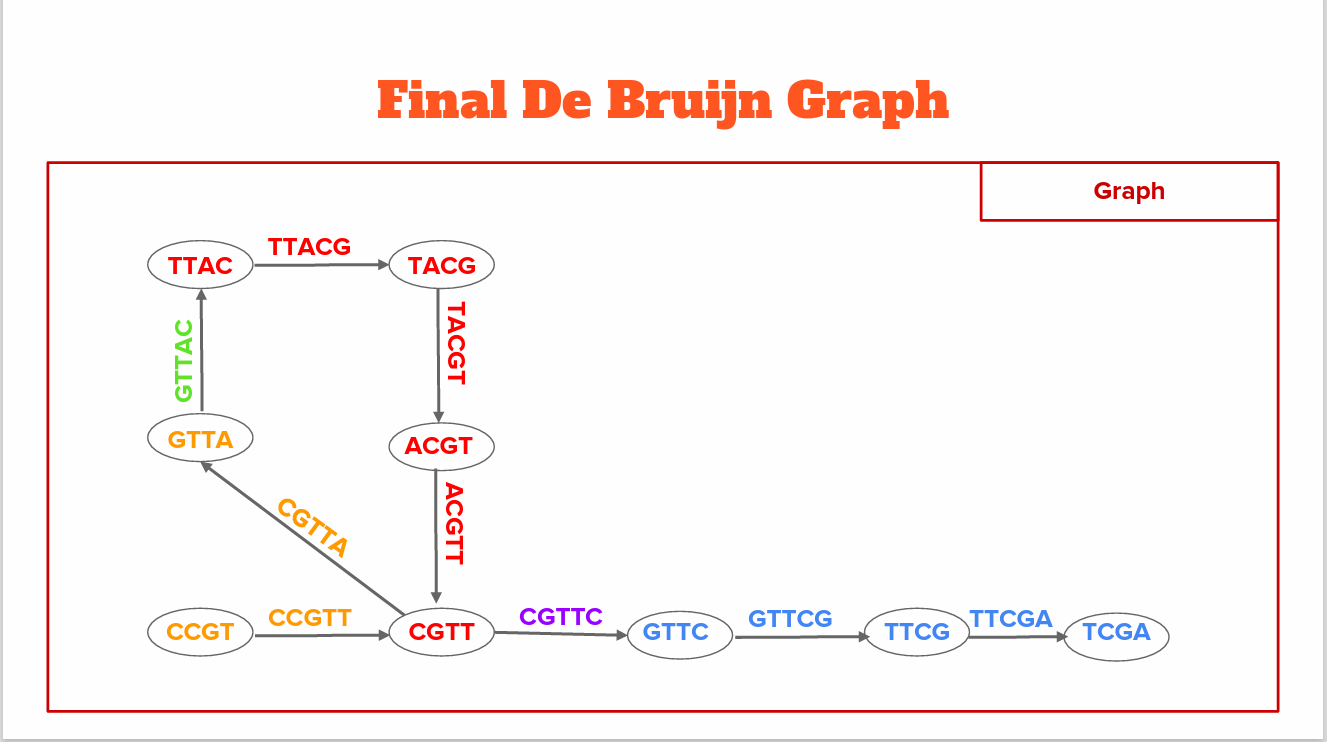 Final De Bruijn Graph
Graph
TTACG
TTAC
TACG
GTTAC
TACGT
GTTA
ACGT
CGTTA
ACGTT
CCGT
CCGTT
CGTT
CGTTC
GTTC
GTTCG
TTCG
TTCGA
TCGA